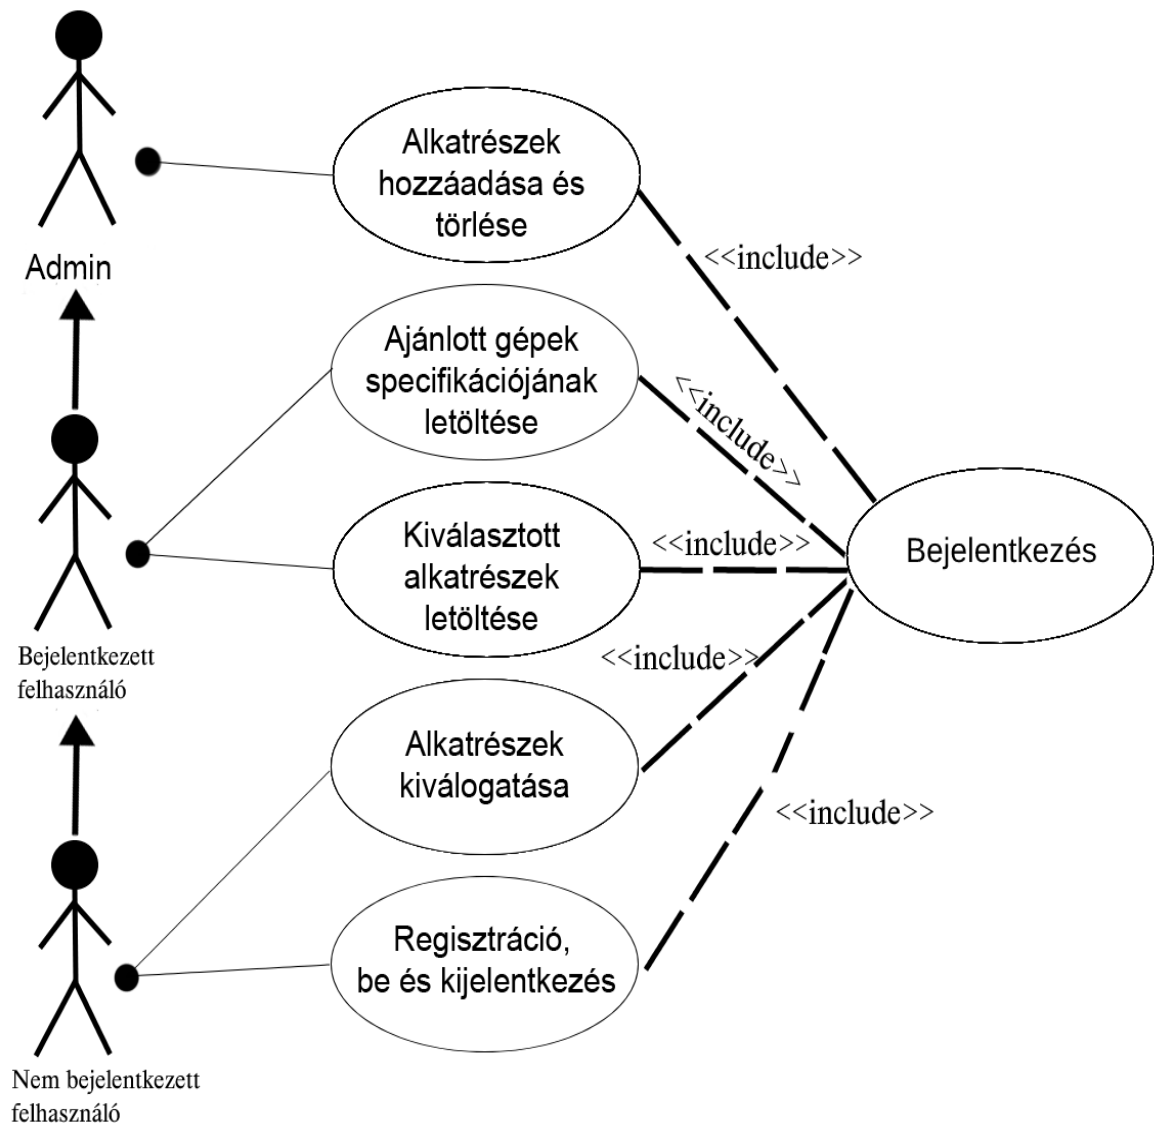 Admin
Alkatrészek
hozzáadása és
törlése
<<include>>
Ajánlott gépek
specifikációjának
letöltése
<<include>>
Bejelentkezett
felhasználó
Kiválasztott
alkatrészek
letöltése
<<include>>
Bejelentkezés
<<include>>
Alkatrészek
kiválogatása
<<include>>
Regisztráció,
be és kijelentkezés
Nem bejelentkezett
felhasználó